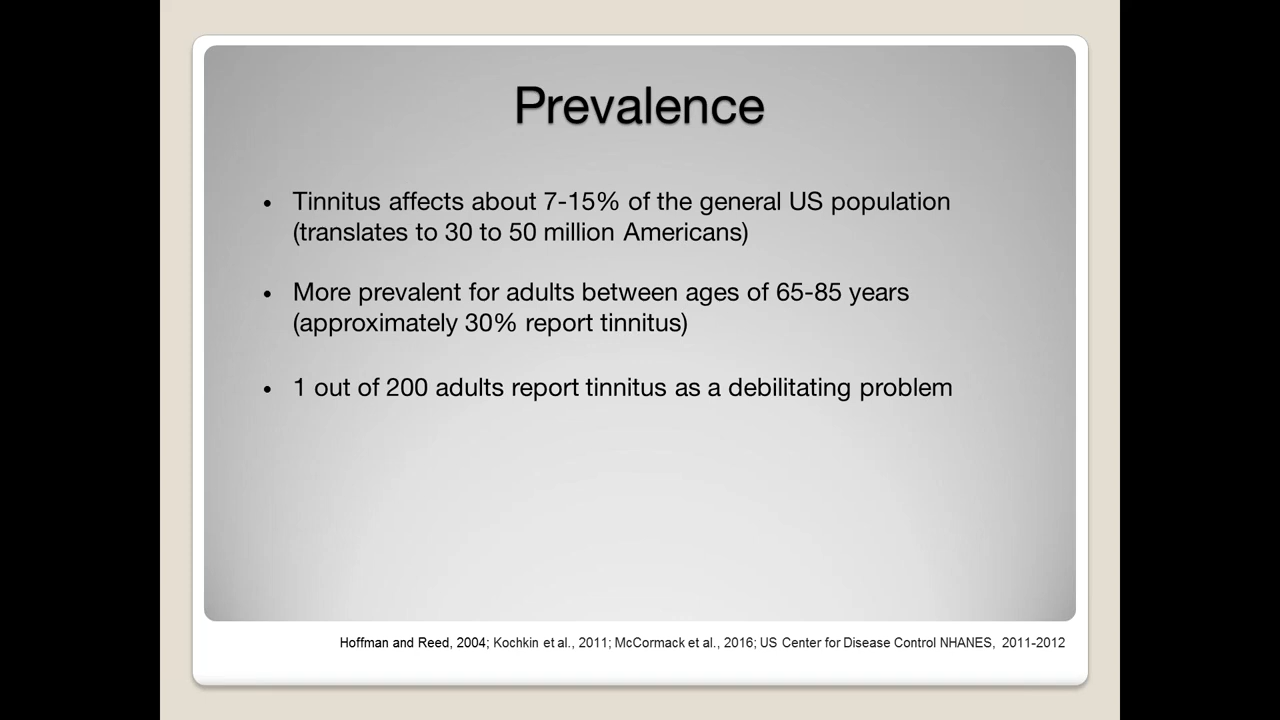 Prevalence
• Tinnitus affects about 7-15% of the general US population
(translates to 30 to 50 million Americans)
• More prevalent for adults between ages of 65-85 years
(approximately 30% report tinnitus)
• 1 out of 200 adults report tinnitus as a debilitating problem
Hoffman and Reed, 2004; Kochkin et al., 2011; McCormack et al., 2016; US Center for Disease Control NHANES, 2011-2012